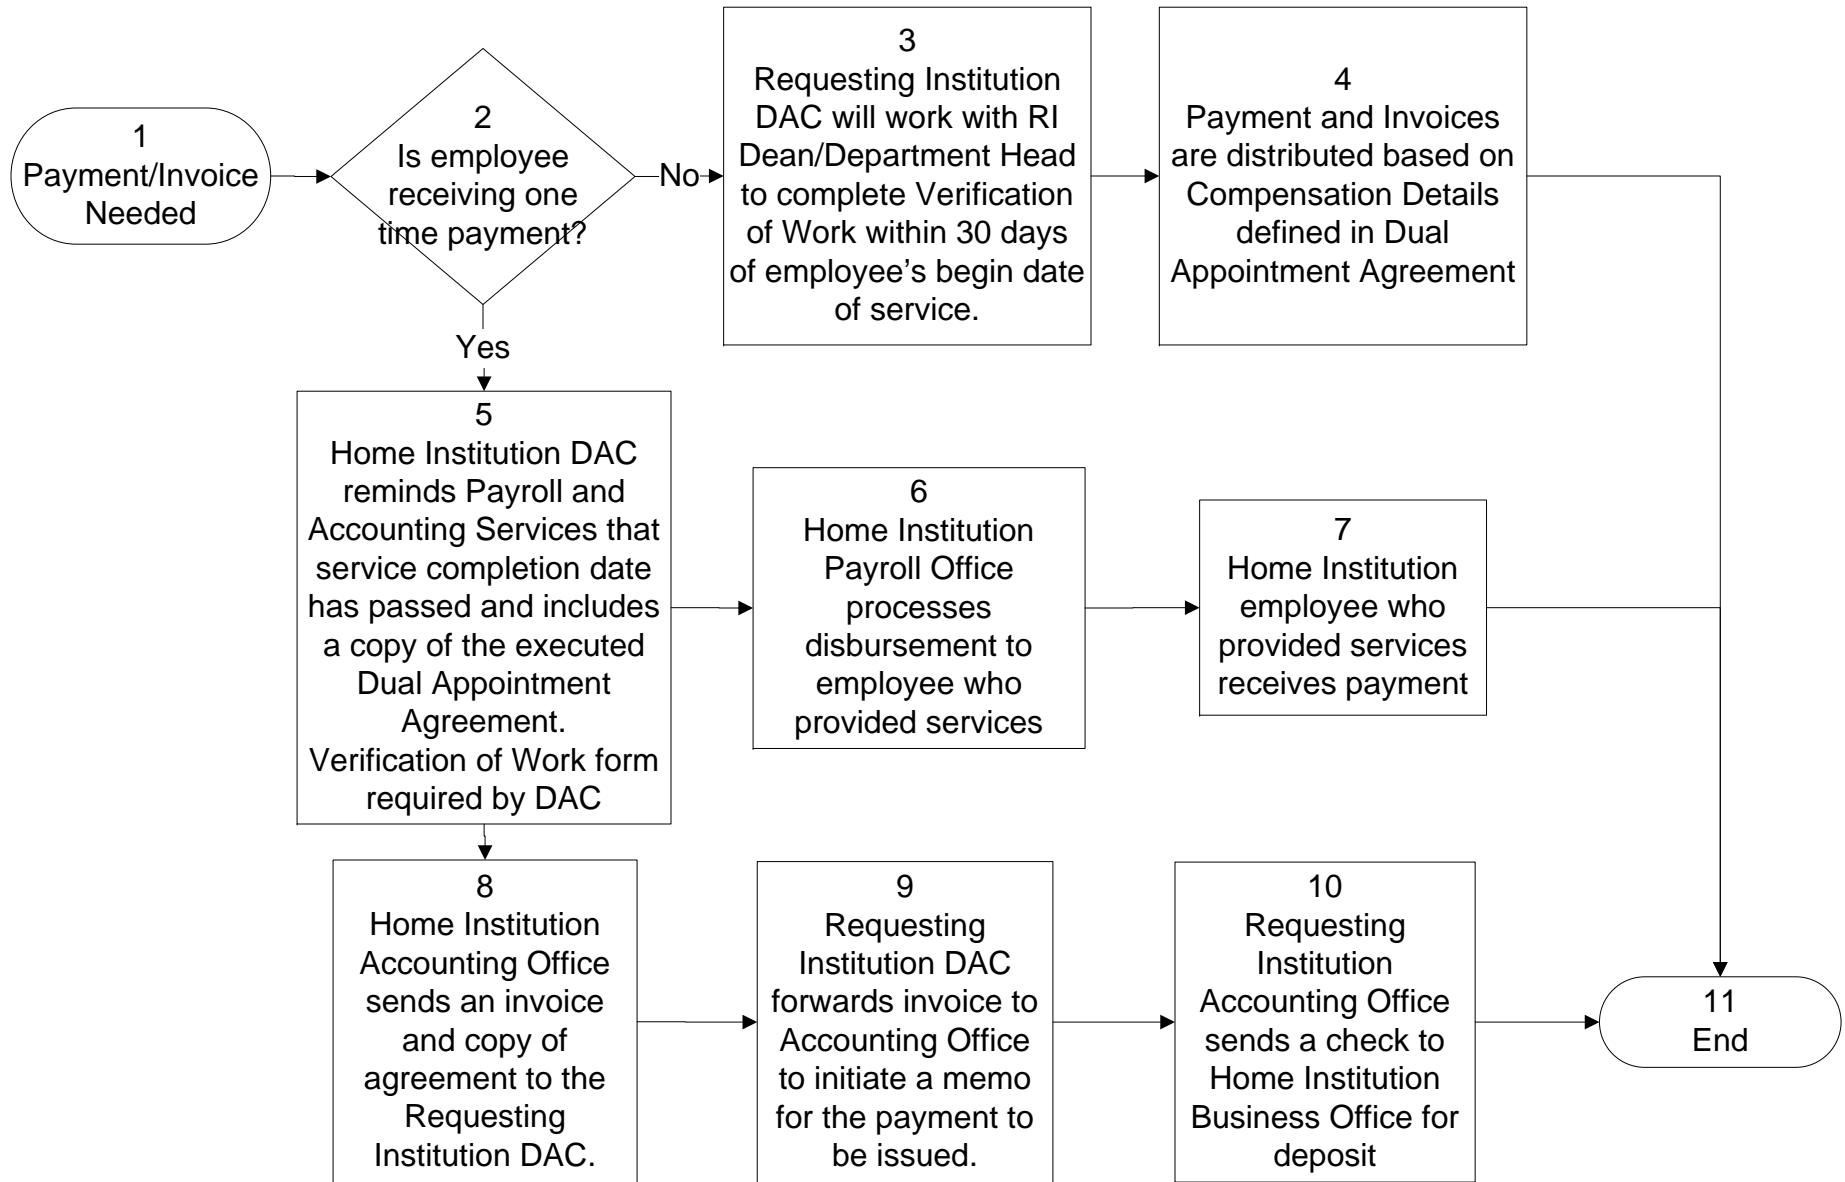 1
Payment/Invoice
Needed
2
Is employee
receiving one
time payment?
No
3
Requesting Institution
DAC will work with RI
Dean/Department Head
to complete Verification
of Work within 30 days
of employee’s begin date
of service.
4
Payment and Invoices
are distributed based on
Compensation Details
defined in Dual
Appointment Agreement
Yes
5
Home Institution DAC
reminds Payroll and
Accounting Services that
service completion date
has passed and includes
a copy of the executed
Dual Appointment
Agreement.
Verification of Work form
required by DAC
6
Home Institution
Payroll Office
processes
disbursement to
employee who
provided services
7
Home Institution
employee who
provided services
receives payment
8
Home Institution
Accounting Office
sends an invoice
and copy of
agreement to the
Requesting
Institution DAC.
9
Requesting
Institution DAC
forwards invoice to
Accounting Office
to initiate a memo
for the payment to
be issued.
10
Requesting
Institution
Accounting Office
sends a check to
Home Institution
Business Office for
deposit
11
End